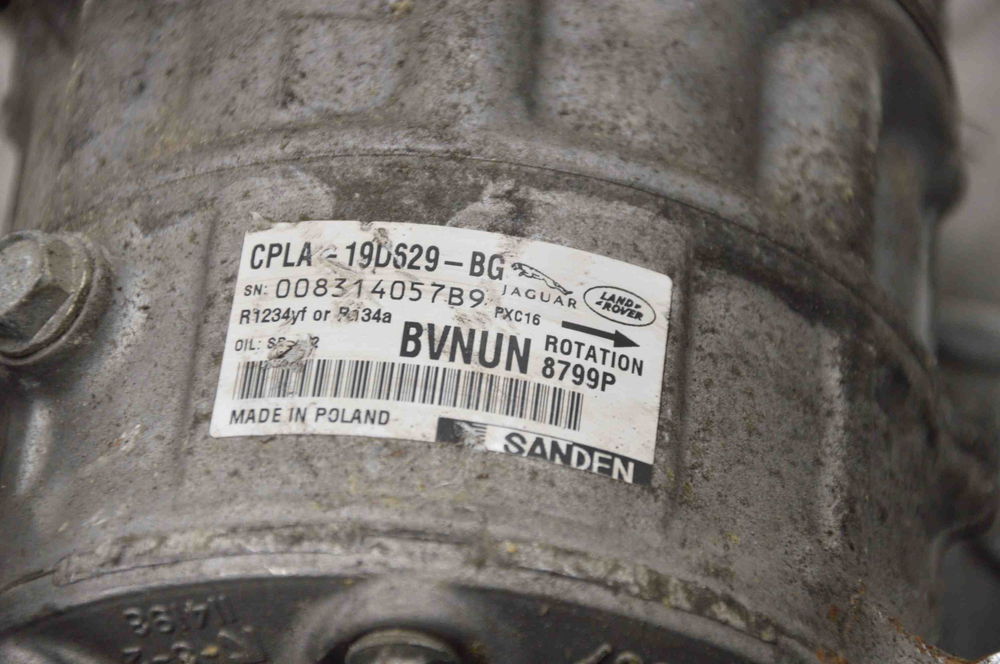 CPLA - 19D629 - BG
JAGUAR
LAND-
ROVER
SN: 008314057B9
PXC16
R1234yf or R134a
ROTATION
OIL:
BVNUN
8799P
MADE IN POLAND
SANDEN